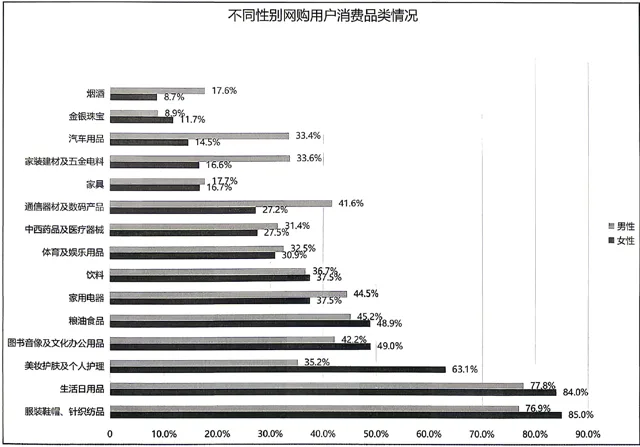 不同性别网购用户消费品类情况
烟酒 17.6%
8.7%
金银珠宝 8.9%
11.7%
汽车用品 33.4%
14.5%
家装建材及五金电料 33.6%
16.6%
家具 17.7%
16.7%
通信器材及数码产品 41.6%
27.2%
中西药品及医疗器械 31.4%
27.5%
体育及娱乐用品 32.5%
30.9%
饮料 36.7%
37.5%
家用电器 44.5%
37.5%
粮油食品 45.2%
48.9%
图书音像及文化办公用品 42.2%
49.0%
美妆护肤及个人护理 35.2%
63.1%
生活日用品 77.8%
84.0%
服装鞋帽、针织纺品 76.9%
85.0%
男性
女性
0 10.0% 20.0% 30.0% 40.0% 50.0% 60.0% 70.0% 80.0% 90.0%